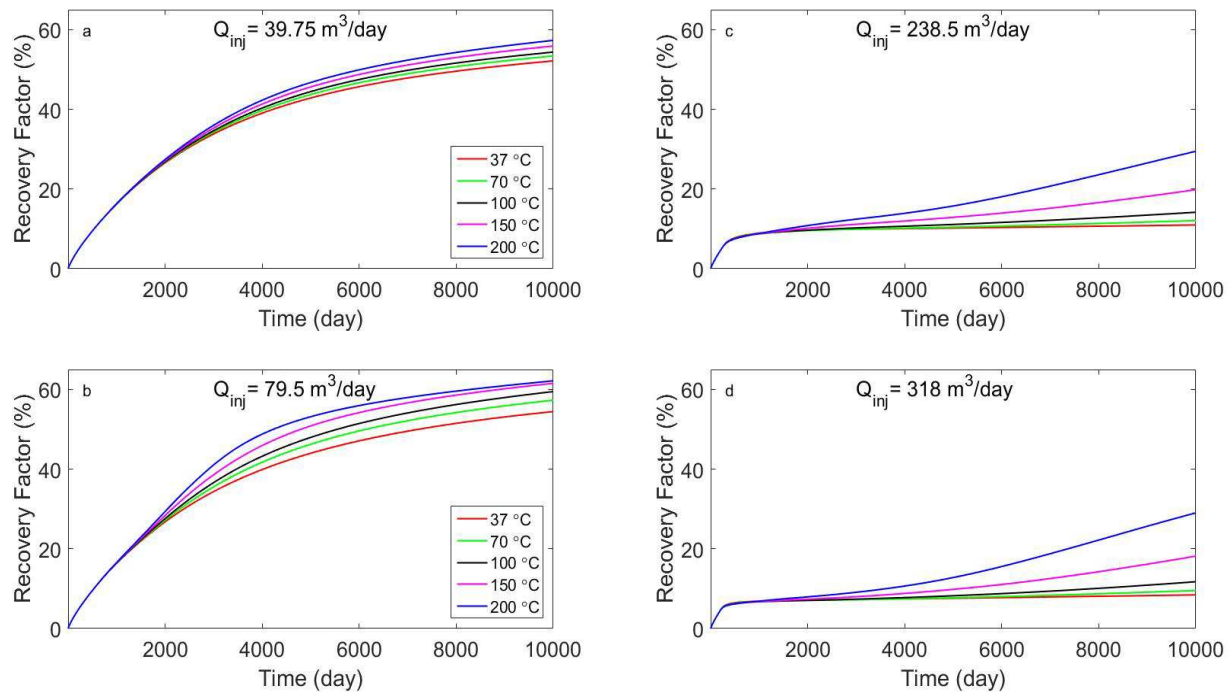 a
Q_inj = 39.75 m^3/day
Recovery Factor (%)
60
40
20
0
2000 4000 6000 8000 10000
Time (day)
37 °C
70 °C
100 °C
150 °C
200 °C
c
Q_inj = 238.5 m^3/day
Recovery Factor (%)
60
40
20
0
2000 4000 6000 8000 10000
Time (day)
b
Q_inj = 79.5 m^3/day
Recovery Factor (%)
60
40
20
0
2000 4000 6000 8000 10000
Time (day)
37 °C
70 °C
100 °C
150 °C
200 °C
d
Q_inj = 318 m^3/day
Recovery Factor (%)
60
40
20
0
2000 4000 6000 8000 10000
Time (day)